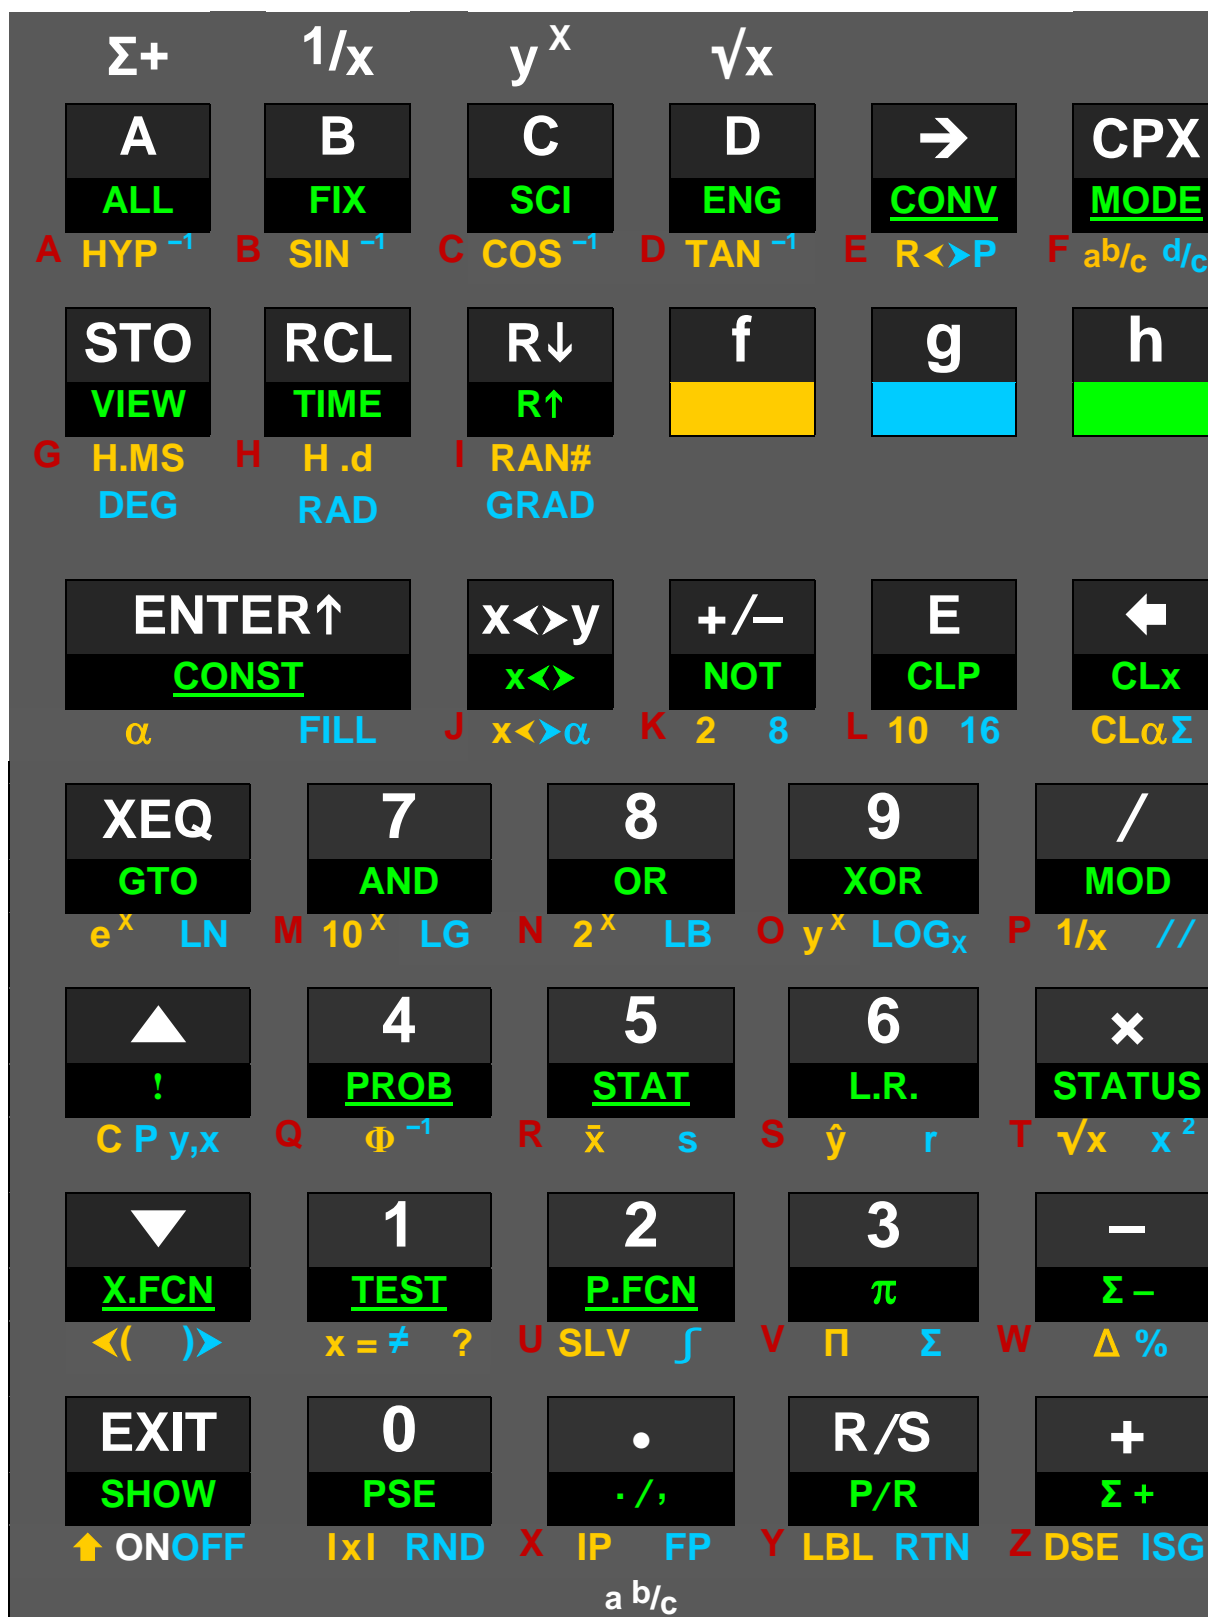 Σ+ 1/x y^x √x
A B C D ➔ CPX
ALL FIX SCI ENG CONV MODE
A HYP ⁻¹ B SIN ⁻¹ C COS ⁻¹ D TAN ⁻¹ E R<>P F a b/c d/c
STO RCL R↓ f g h
VIEW TIME R↑
G H.MS H H .d I RAN#
DEG RAD GRAD
ENTER↑ x<>y +/– E 🡄
CONST x<> NOT CLP CLx
α FILL J x<>α K 2 8 L 10 16 CLαΣ
XEQ 7 8 9 /
GTO AND OR XOR MOD
e^x LN M 10^x LG N 2^x LB O y^x LOGx P 1/x //
▲ 4 5 6 ×
! PROB STAT L.R. STATUS
C P y,x Q Φ ⁻¹ R x̄ s S ŷ r T √x x²
▼ 1 2 3 –
X.FCN TEST P.FCN π Σ –
<( )> x = ≠ ? U SLV ∫ V Π Σ W Δ %
EXIT 0 • R/S +
SHOW PSE ./, P/R Σ +
🡅 ONOFF |x| RND X IP FP Y LBL RTN Z DSE ISG
a b/c